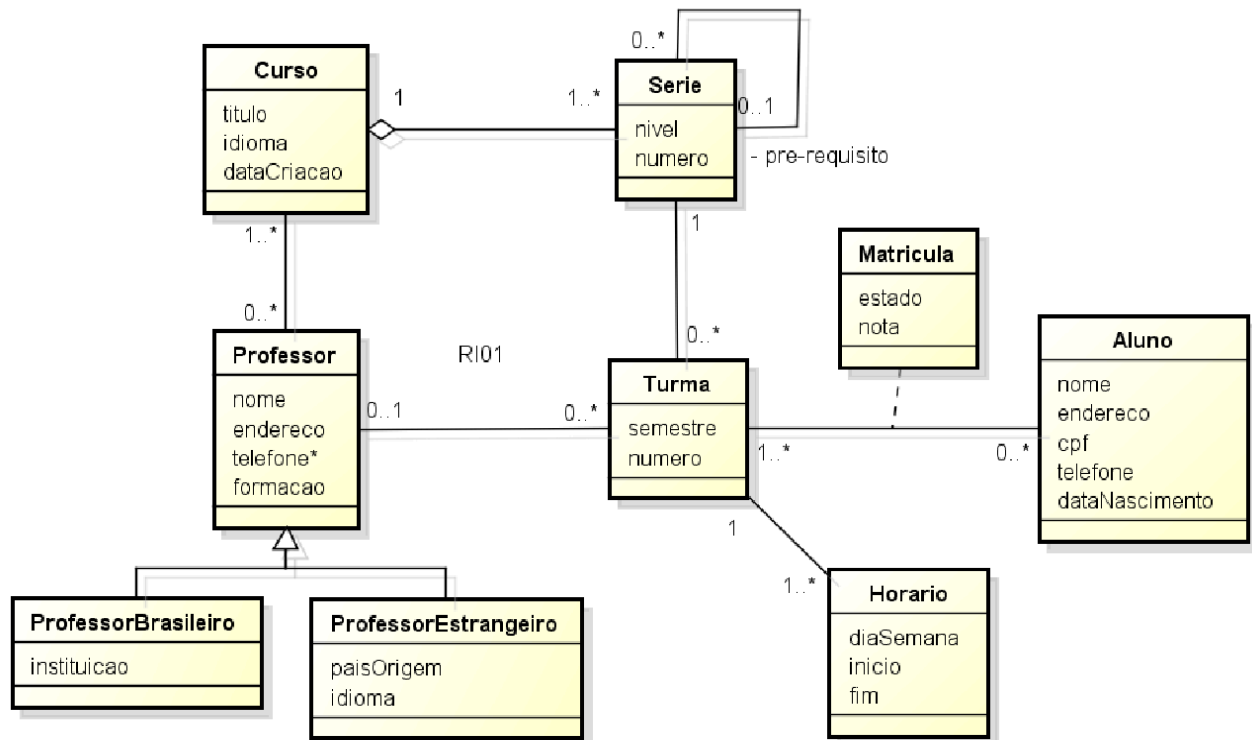 0..*
Curso
Serie
1
1..*
0..1
titulo
idioma
dataCriacao
nivel
numero
- pre-requisito
1..*
1
Matricula
estado
nota
0..*
0..*
RI01
Professor
nome
endereco
telefone*
formacao
0..1
0..*
Turma
semestre
numero
1..*
0..*
Aluno
nome
endereco
cpf
telefone
dataNascimento
1
1..*
Horario
diaSemana
inicio
fim
ProfessorBrasileiro
instituicao
ProfessorEstrangeiro
paisOrigem
idioma